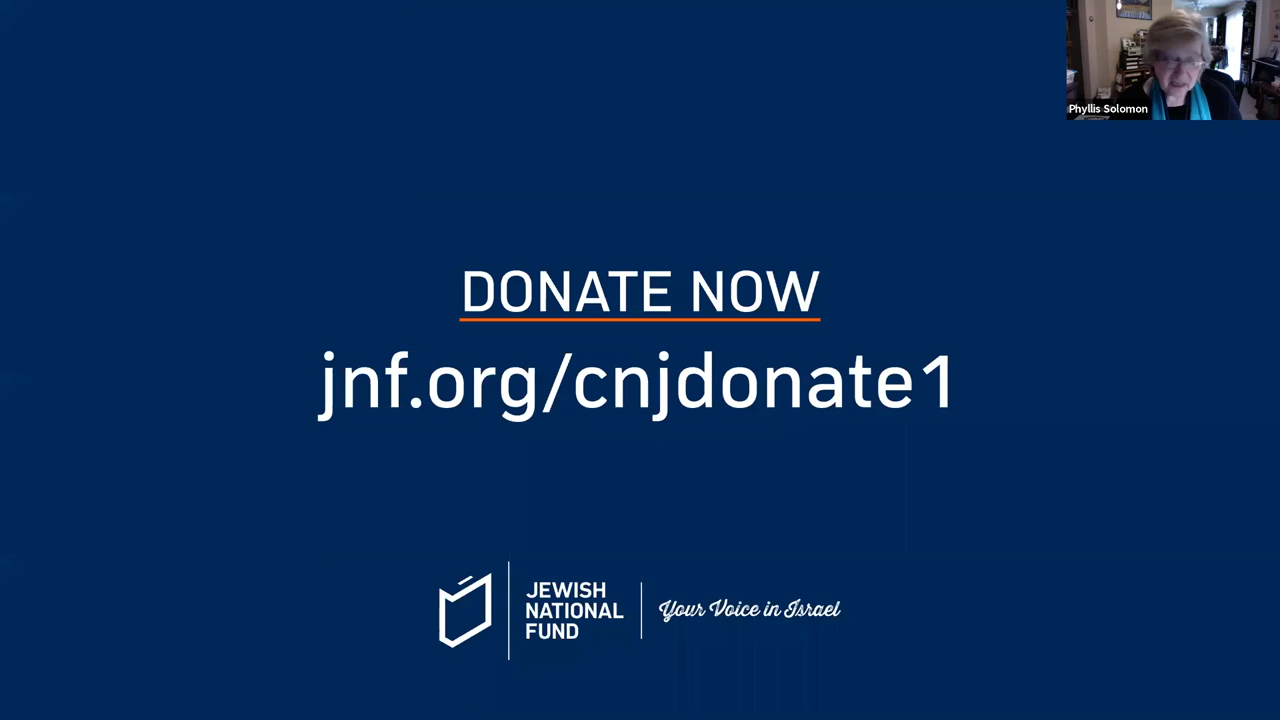 Phyllis Solomon
DONATE NOW
jnf.org/cnjdonate1
JEWISH
NATIONAL
FUND
Your Voice in Israel